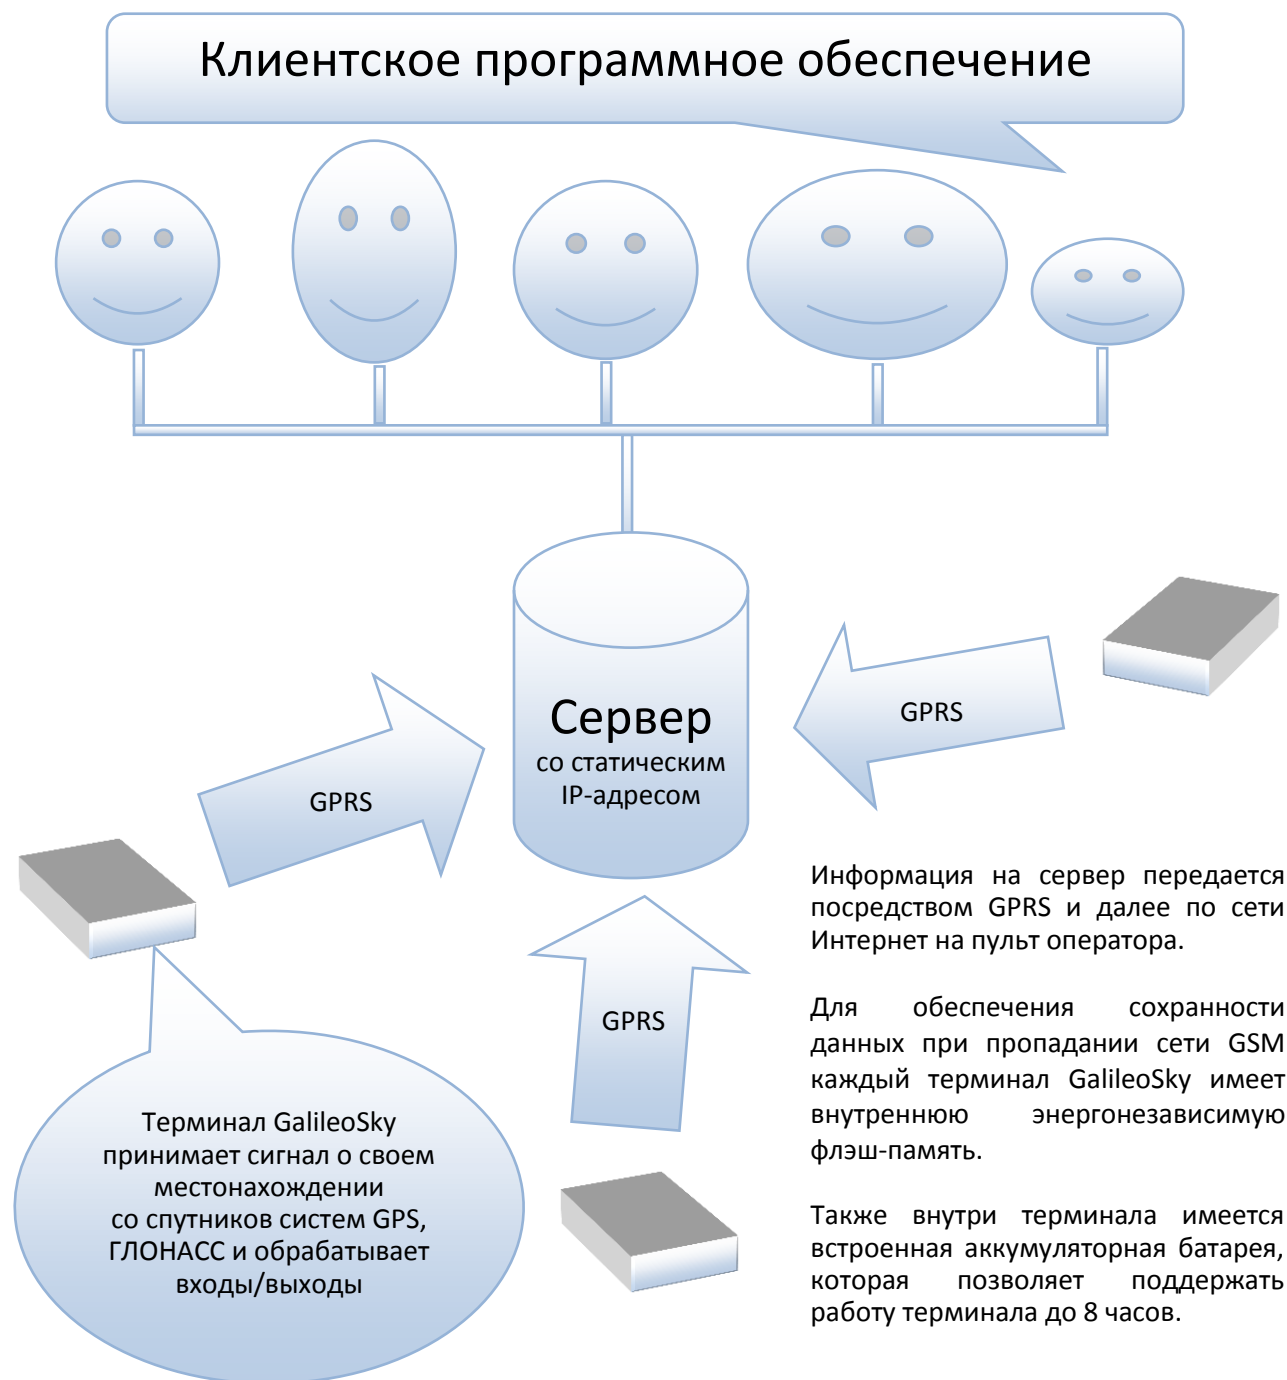 Клиентское программное обеспечение
Сервер
со статическим
IP-адресом
GPRS
GPRS
GPRS
Терминал GalileoSky
принимает сигнал о своем
местонахождении
со спутников систем GPS,
ГЛОНАСС и обрабатывает
входы/выходы
Информация на сервер передается
посредством GPRS и далее по сети
Интернет на пульт оператора.
Для обеспечения сохранности
данных при пропадании сети GSM
каждый терминал GalileoSky имеет
внутреннюю энергонезависимую
флэш-память.
Также внутри терминала имеется
встроенная аккумуляторная батарея,
которая позволяет поддержать
работу терминала до 8 часов.